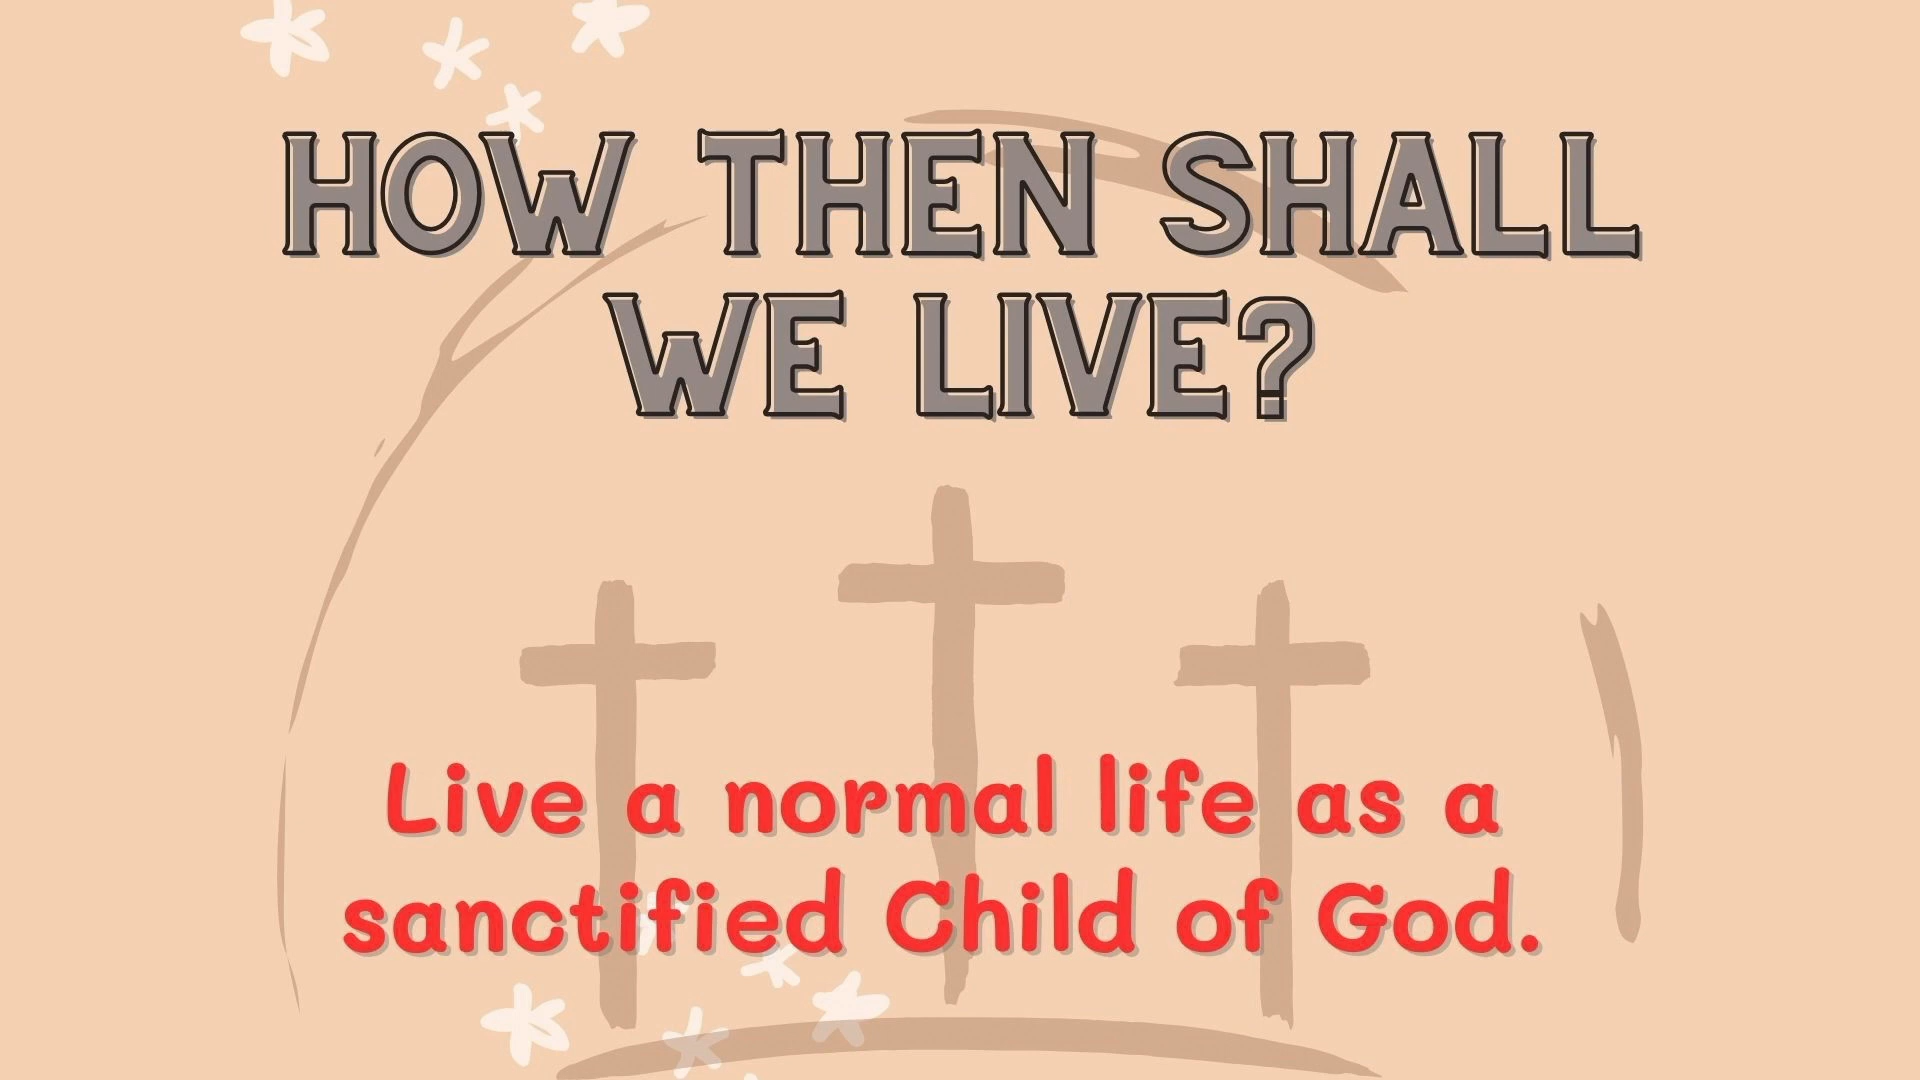 HOW THEN SHALL
WE LIVE?
Live a normal life as a
sanctified Child of God.